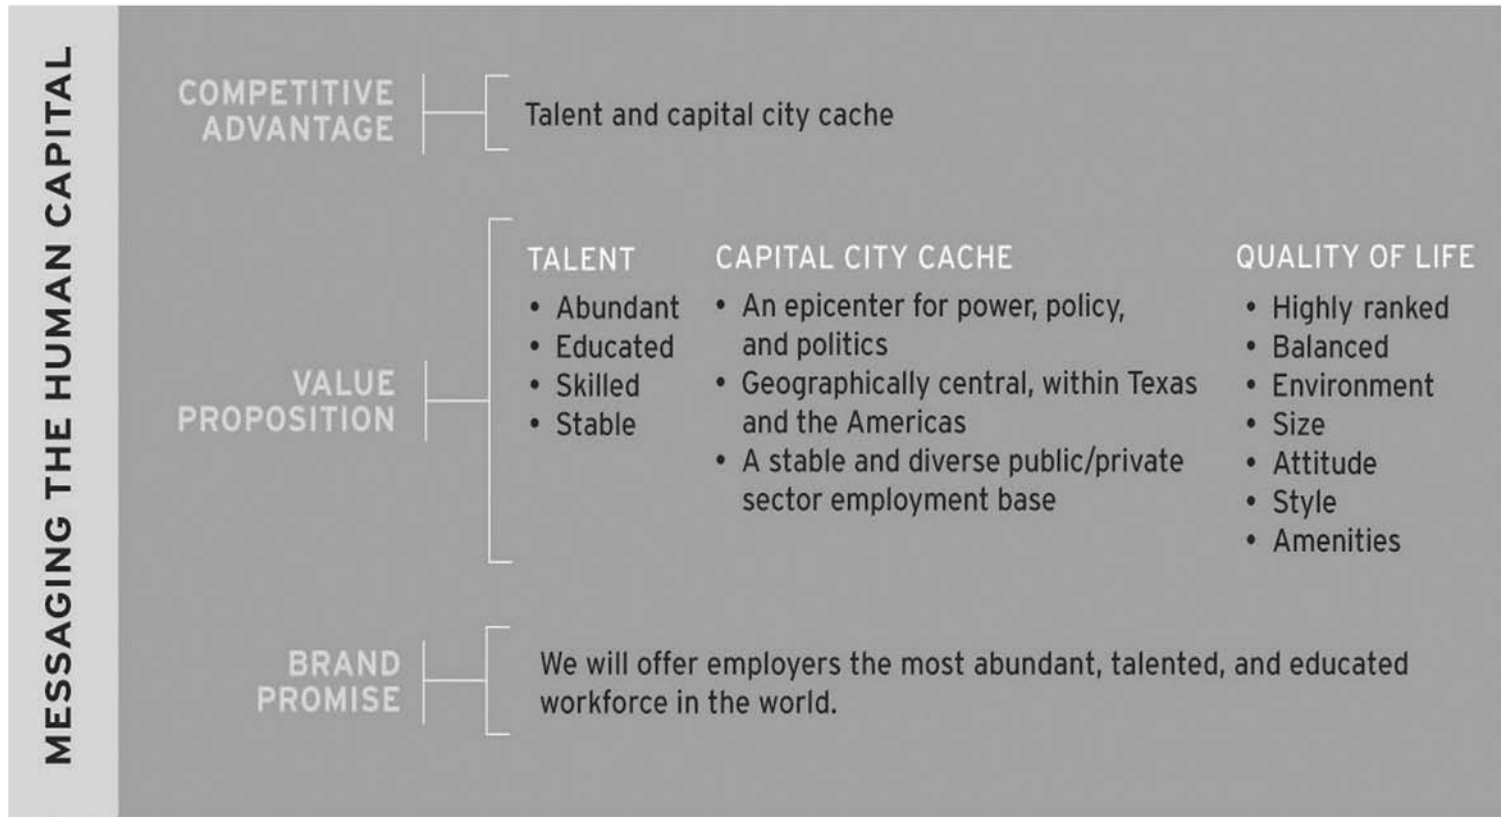 MESSAGING THE HUMAN CAPITAL
COMPETITIVE
ADVANTAGE
Talent and capital city cache
VALUE
PROPOSITION
TALENT
• Abundant
• Educated
• Skilled
• Stable
CAPITAL CITY CACHE
• An epicenter for power, policy,
and politics
• Geographically central, within Texas
and the Americas
• A stable and diverse public/private
sector employment base
QUALITY OF LIFE
• Highly ranked
• Balanced
• Environment
• Size
• Attitude
• Style
• Amenities
BRAND
PROMISE
We will offer employers the most abundant, talented, and educated
workforce in the world.